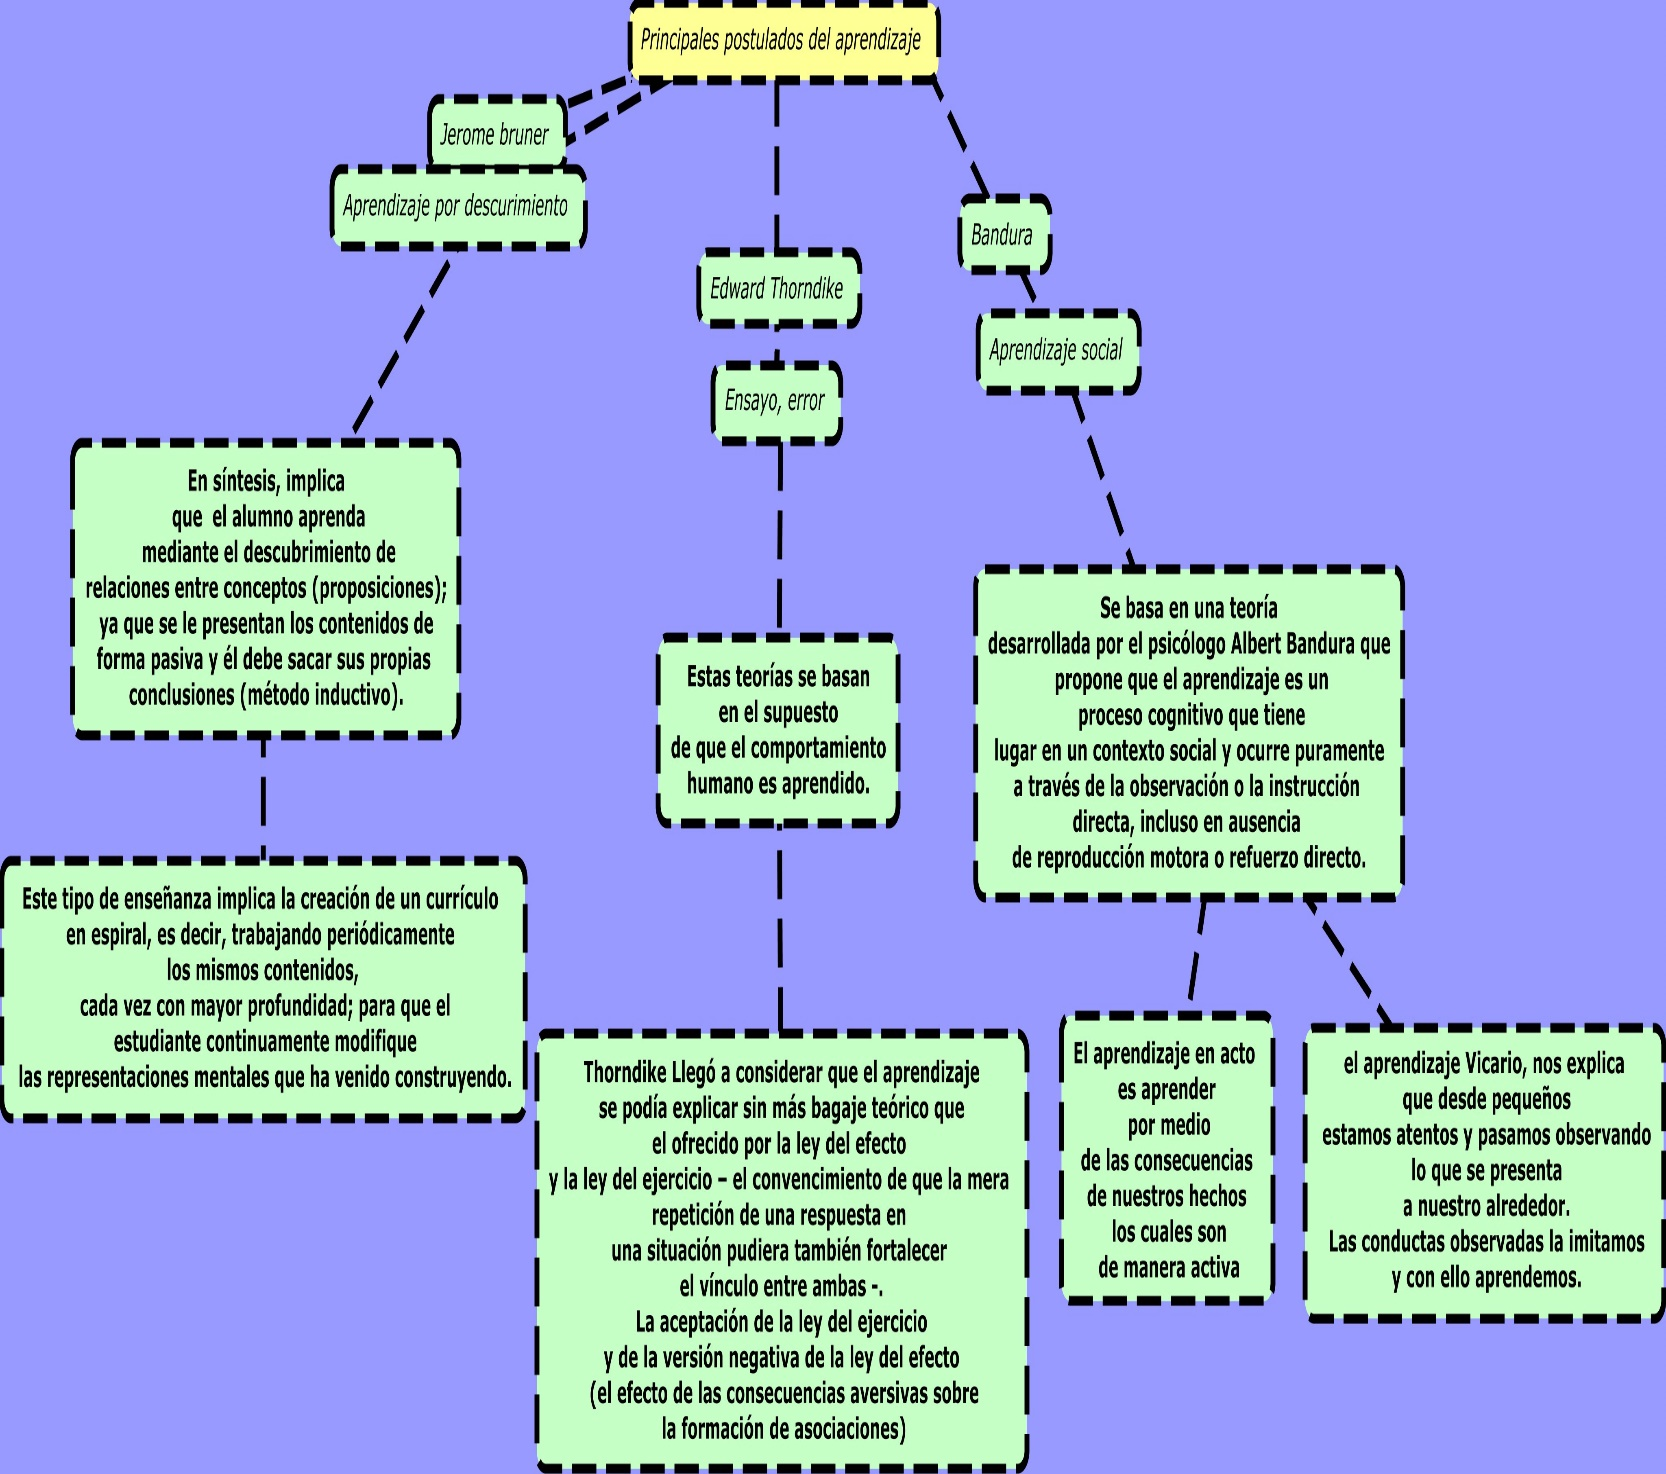 Principales postulados del aprendizaje
Jerome bruner
Aprendizaje por descurimiento
En síntesis, implica
que el alumno aprenda
mediante el descubrimiento de
relaciones entre conceptos (proposiciones);
ya que se le presentan los contenidos de
forma pasiva y él debe sacar sus propias
conclusiones (método inductivo).
Este tipo de enseñanza implica la creación de un currículo
en espiral, es decir, trabajando periódicamente
los mismos contenidos,
cada vez con mayor profundidad; para que el
estudiante continuamente modifique
las representaciones mentales que ha venido construyendo.
Edward Thorndike
Ensayo, error
Estas teorías se basan
en el supuesto
de que el comportamiento
humano es aprendido.
Thorndike Llegó a considerar que el aprendizaje
se podía explicar sin más bagaje teórico que
el ofrecido por la ley del efecto
y la ley del ejercicio – el convencimiento de que la mera
repetición de una respuesta en
una situación pudiera también fortalecer
el vínculo entre ambas -.
La aceptación de la ley del ejercicio
y de la versión negativa de la ley del efecto
(el efecto de las consecuencias aversivas sobre
la formación de asociaciones)
Bandura
Aprendizaje social
Se basa en una teoría
desarrollada por el psicólogo Albert Bandura que
propone que el aprendizaje es un
proceso cognitivo que tiene
lugar en un contexto social y ocurre puramente
a través de la observación o la instrucción
directa, incluso en ausencia
de reproducción motora o refuerzo directo.
El aprendizaje en acto
es aprender
por medio
de las consecuencias
de nuestros hechos
los cuales son
de manera activa
el aprendizaje Vicario, nos explica
que desde pequeños
estamos atentos y pasamos observando
lo que se presenta
a nuestro alrededor.
Las conductas observadas la imitamos
y con ello aprendemos.